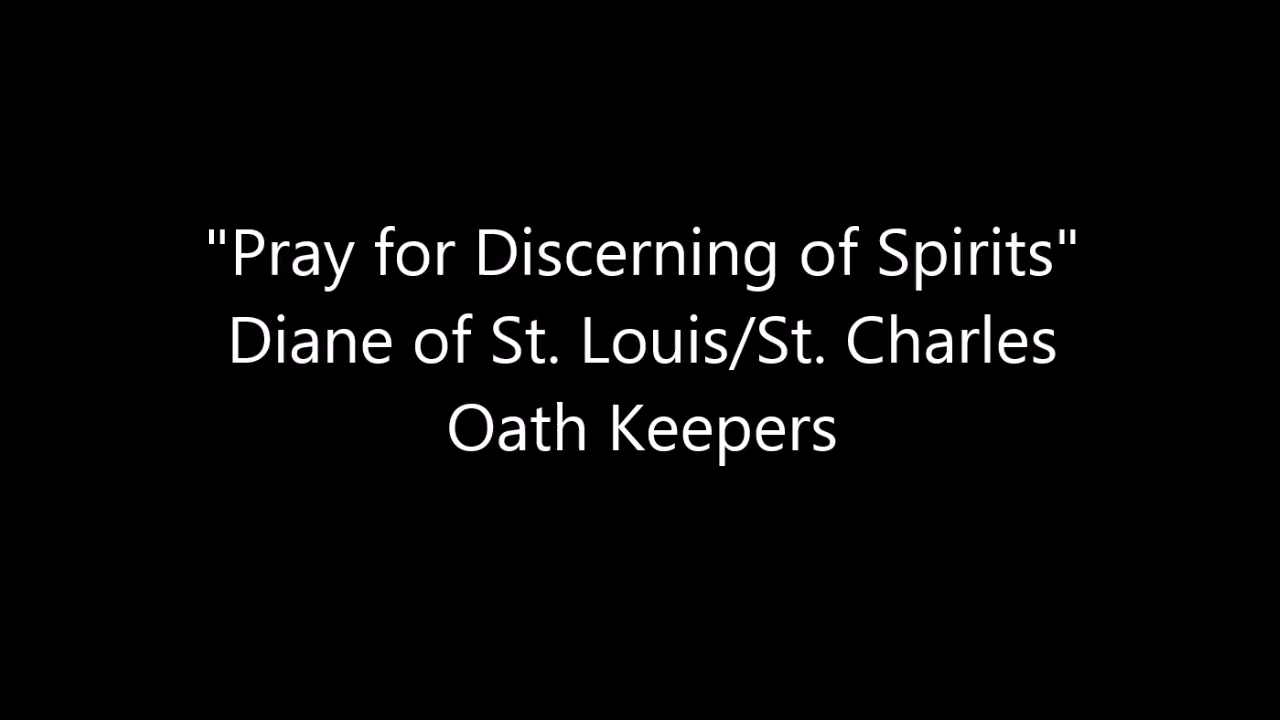 "Pray for Discerning of Spirits"
Diane of St. Louis/St. Charles
Oath Keepers